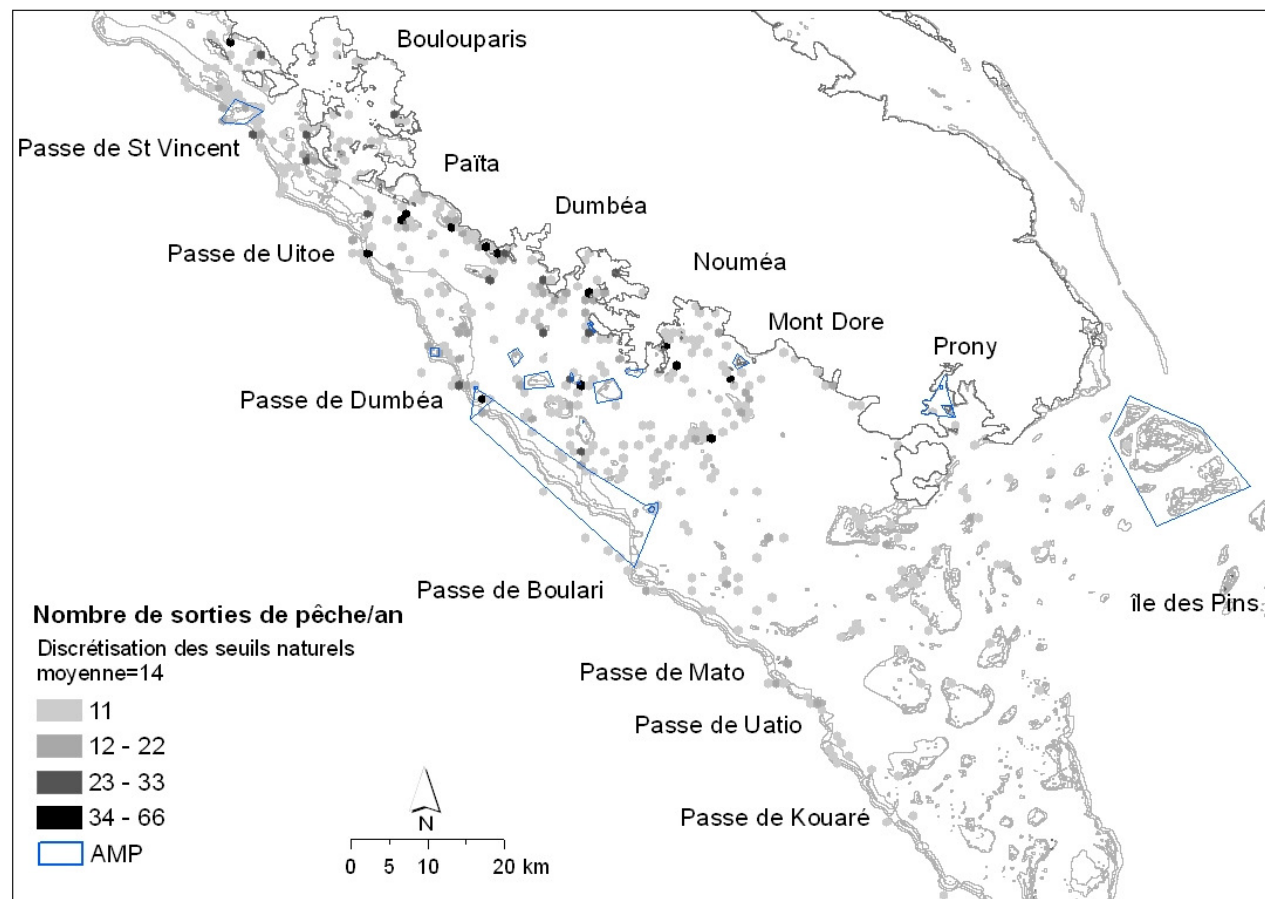 Boulouparis
Passe de St Vincent
Païta
Dumbéa
Passe de Uitoe
Nouméa
Mont Dore
Prony
Passe de Dumbéa
Passe de Boulari
île des Pins
Nombre de sorties de pêche/an
Discrétisation des seuils naturels
moyenne=14
11
12 - 22
23 - 33
34 - 66
AMP
Passe de Mato
Passe de Uatio
Passe de Kouaré
N
0 5 10 20 km